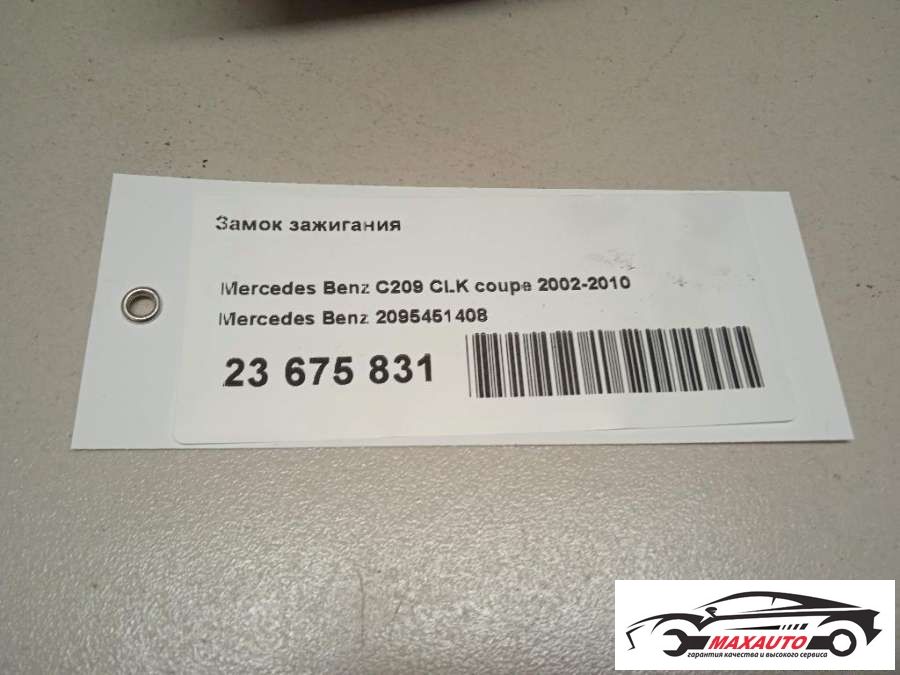 Замок зажигания
Mercedes Benz C209 CLK coupe 2002-2010
Mercedes Benz 2095451408
23 675 831
MAXAUTO
гарантия качества и высокого сервиса